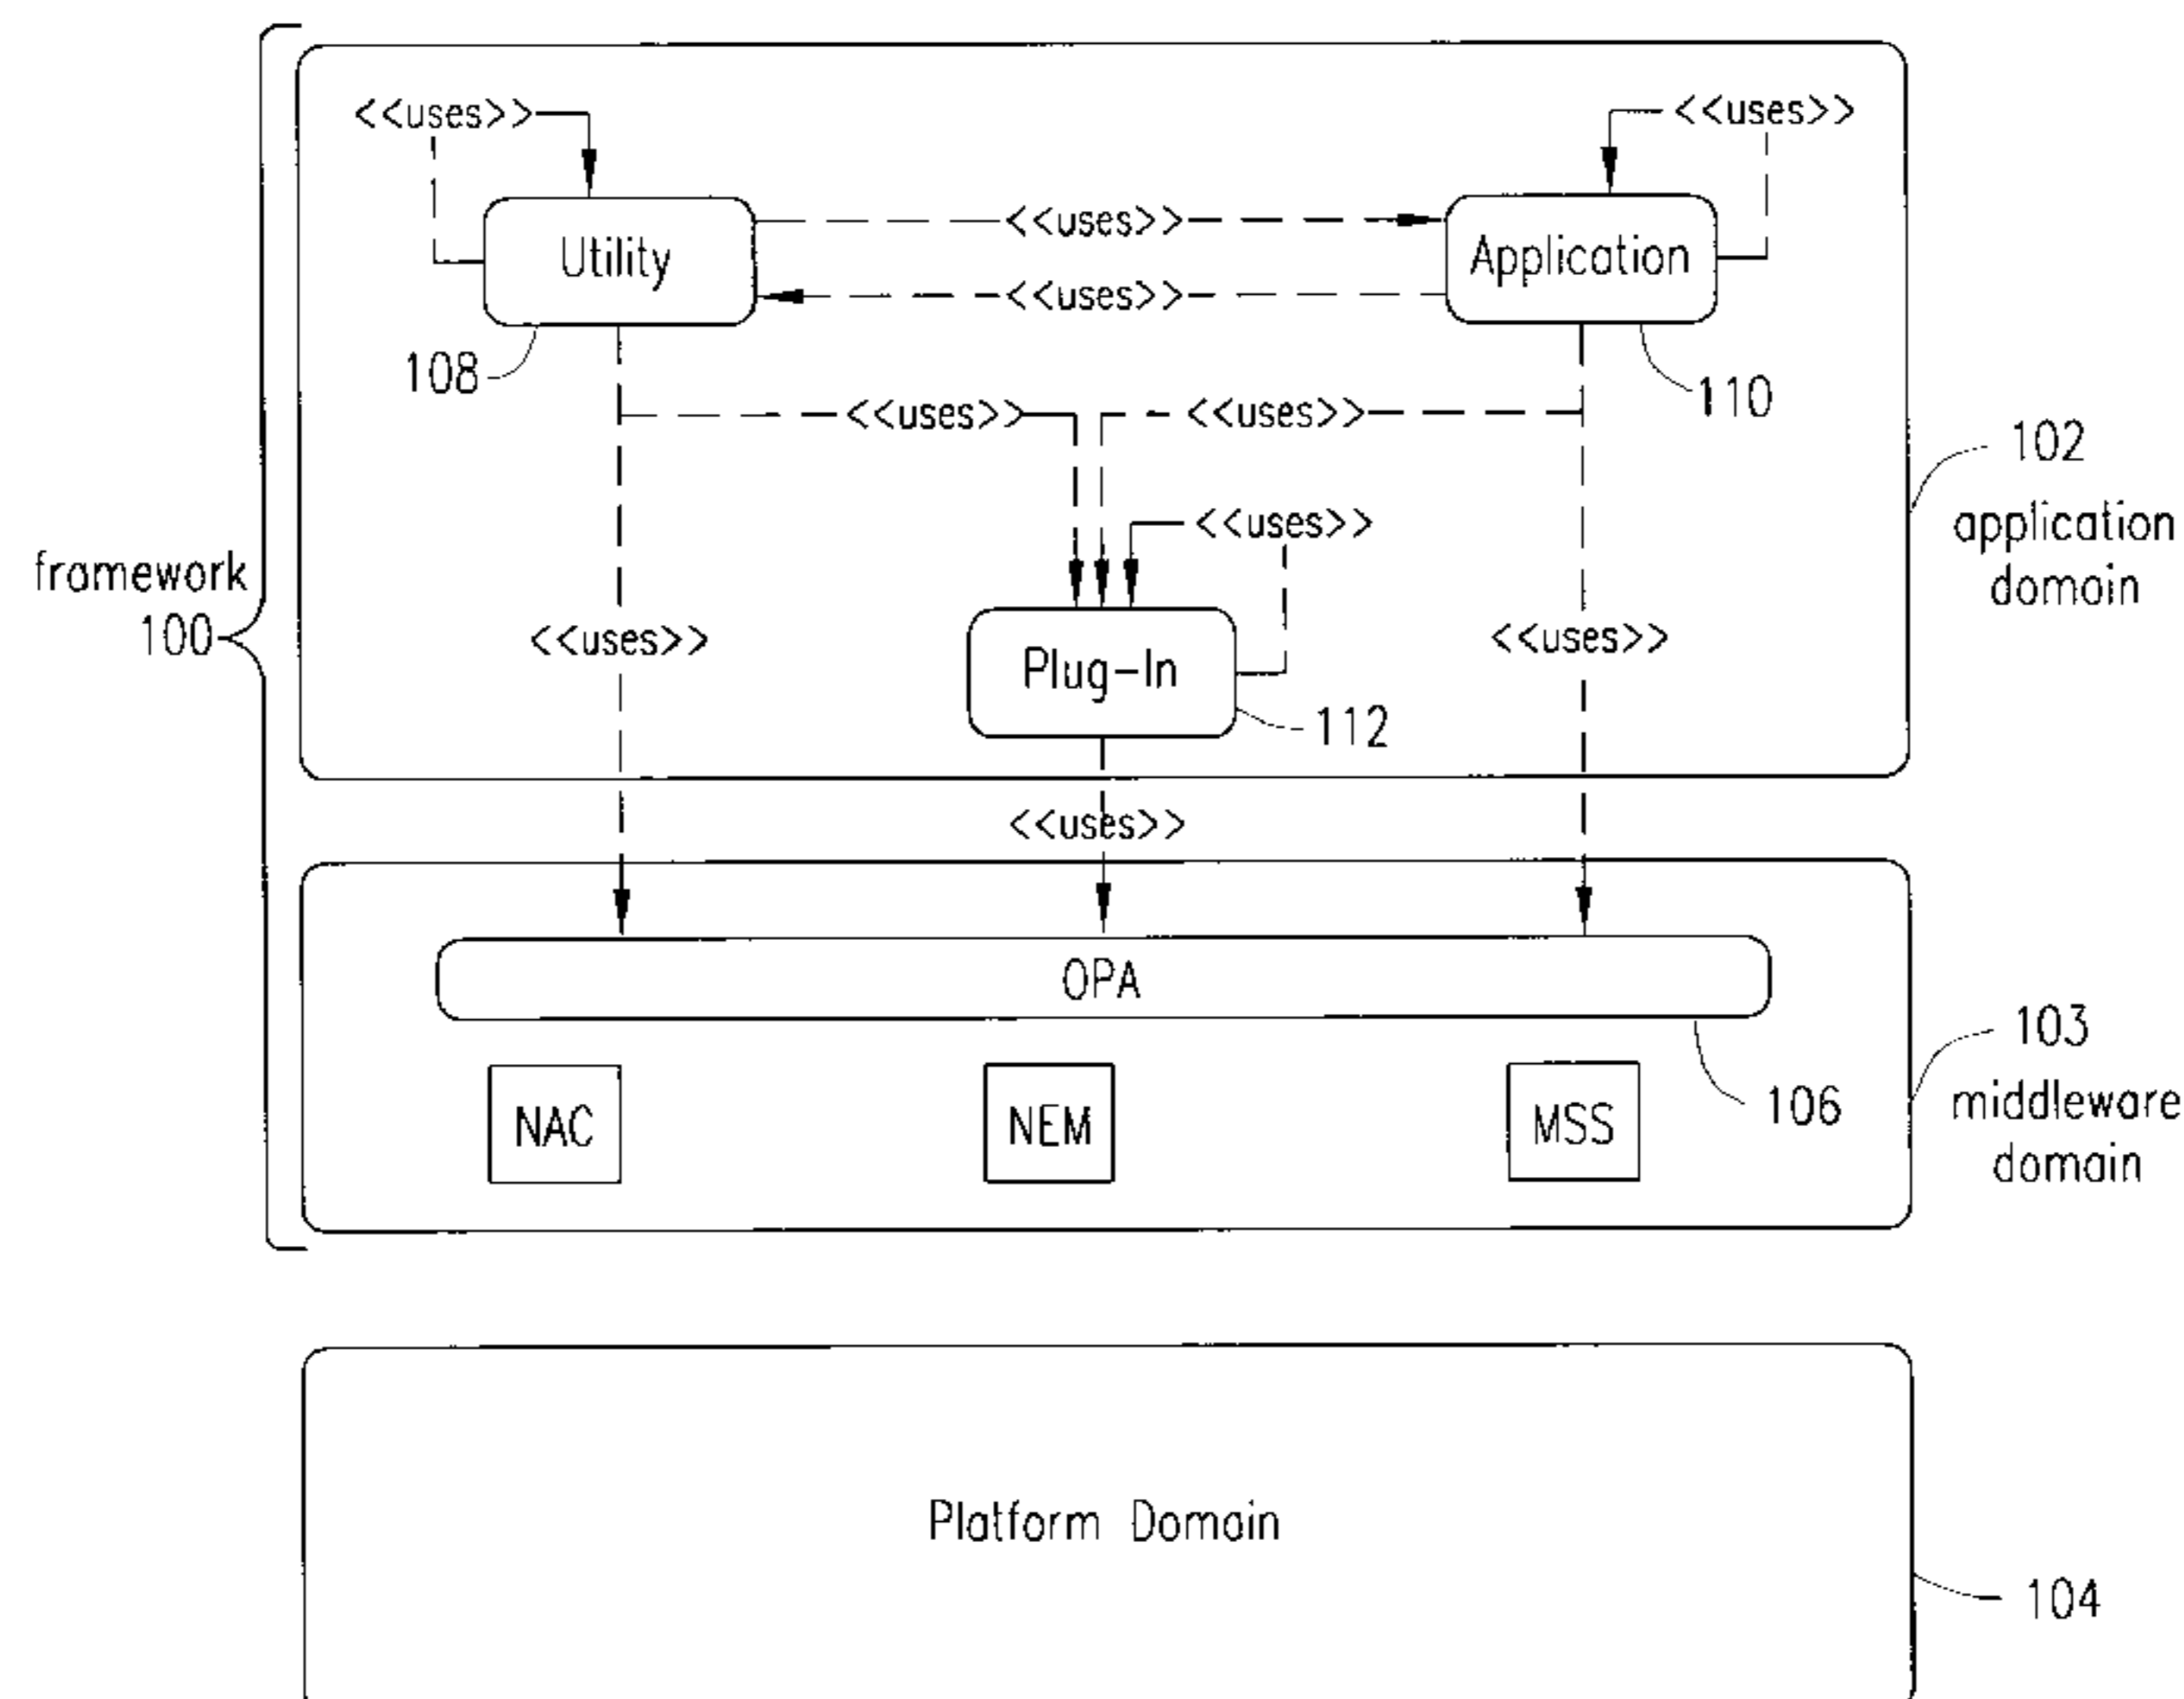 <<uses>>
<<uses>>
<<uses>>
Utility
Application
<<uses>>
108
110
<<uses>>
<<uses>>
102
application
domain
<<uses>>
framework
100
<<uses>>
<<uses>>
Plug-In
112
<<uses>>
OPA
103
middleware
domain
106
NAC
NEM
MSS
Platform Domain
104